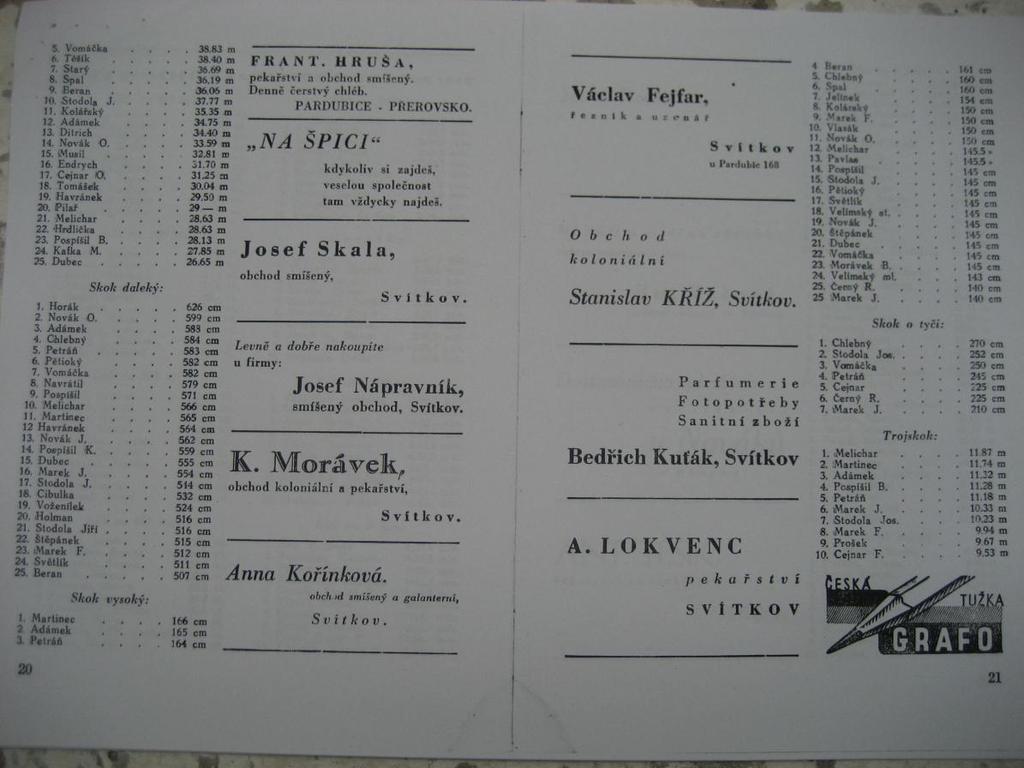 5. Vomáčka . . . . 38.83 m
6. Těšík . . . . 38.40 m
7. Starý . . . . 36.69 m
8. Spal . . . . 36.19 m
9. Beran . . . . 36.06 m
10. Stodola J. . . . . 37.77 m
11. Kolářský . . . . 35.35 m
12. Adámek . . . . 34.75 m
13. Ditrich . . . . 34.40 m
14. Novák O. . . . . 33.59 m
15. Musil . . . . 32.81 m
16. Endrych . . . . 31.70 m
17. Cejnar O. . . . . 31.25 m
18. Tomášek . . . . 30.04 m
19. Havránek . . . . 29.50 m
20. Pilař . . . . 29— m
21. Melichar . . . . 28.63 m
22. Hrdlička . . . . 28.63 m
23. Pospíšil B. . . . . 28.13 m
24. Kafka M. . . . . 27.85 m
25. Dubec . . . . 26.65 m
Skok daleký:
1. Horák . . . . 626 cm
2. Novák O. . . . . 599 cm
3. Adámek . . . . 588 cm
4. Chlebný . . . . 584 cm
5. Petráň . . . . 583 cm
6. Pětioký . . . . 582 cm
7. Vomáčka . . . . 582 cm
8. Navrátil . . . . 579 cm
9. Pospíšil . . . . 571 cm
10. Melichar . . . . 566 cm
11. Martinec . . . . 565 cm
12 Havránek . . . . 564 cm
13. Novák J. . . . . 562 cm
14. Pospíšil K. . . . . 559 cm
15. Dubec . . . . 555 cm
16. Marek J. . . . . 554 cm
17. Stodola J. . . . . 514 cm
18. Cibulka . . . . 532 cm
19. Voženílek . . . . 524 cm
20. Holman . . . . 516 cm
21. Stodola Jiří . . . . 516 cm
22. Štěpánek . . . . 515 cm
23. Marek F. . . . . 512 cm
24. Světlík . . . . 511 cm
25. Beran . . . . 507 cm
Skok vysoký:
1. Martinec . . . . 166 cm
2 Adámek . . . . 165 cm
3. Petráň . . . . 164 cm
20
FRANT. HRUŠA,
pekařství a obchod smíšený.
Denně čerstvý chléb.
PARDUBICE - PŘEROVSKO.
„NA ŠPICI“
kdykoliv si zajdeš,
veselou společnost
tam vždycky najdeš.
Josef Skala,
obchod smíšený,
Svítkov.
Levně a dobře nakoupíte
u firmy:
Josef Nápravník,
smíšený obchod, Svítkov.
K. Morávek,
obchod koloniální a pekařství,
Svítkov.
Anna Kořínková.
obchod smíšený a galanterní,
Svítkov.
Václav Fejfar,
řezník a uzenář
Svítkov
u Pardubic 168
Obchod
koloniální
Stanislav KŘÍŽ, Svítkov.
Parfumerie
Fotopotřeby
Sanitní zboží
Bedřich Kuťák, Svítkov
A. LOKVENC
pekařství
SVÍTKOV
4 Beran . . . . 161 cm
5. Chlebný . . . . 160 cm
6. Spal . . . . 160 cm
7. Jelínek . . . . 154 cm
8. Kolárský . . . . 150 cm
9. Marek F. . . . . 150 cm
10. Vlasák . . . . 150 cm
11. Novák O. . . . . 150 cm
12. Melichar . . . . 145.5 „
13. Pavlas . . . . 145.5 „
14. Pospíšil . . . . 145 cm
15. Stodola J. . . . . 145 cm
16. Pětioký . . . . 145 cm
17. Světlík . . . . 145 cm
18. Velimský st. . . . . 145 cm
19. Novák J. . . . . 145 cm
20. Štěpánek . . . . 145 cm
21. Dubec . . . . 145 cm
22. Vomáčka . . . . 145 cm
23. Morávek B. . . . . 145 cm
24. Velimský ml. . . . . 143 cm
25. Černý R. . . . . 140 cm
25 Marek J. . . . . 140 cm
Skok o tyči:
1. Chlebný . . . . 270 cm
2. Stodola Jos. . . . . 252 cm
3. Vomáčka . . . . 250 cm
4. Petráň . . . . 245 cm
5. Cejnar . . . . 225 cm
6. Černý R. . . . . 225 cm
7. Marek J. . . . . 210 cm
Trojskok:
1. Melichar . . . . 11.87 m
2. Martinec . . . . 11.74 m
3. Adámek . . . . 11.32 m
4. Pospíšil B. . . . . 11.28 m
5. Petráň . . . . 11.18 m
6. Marek J. . . . . 10.33 m
7. Stodola Jos. . . . . 10.23 m
8. Marek F. . . . . 9.94 m
9. Prošek . . . . 9.67 m
10. Cejnar F. . . . . 9.53 m
ČESKÁ
TUŽKA
GRAFO
21